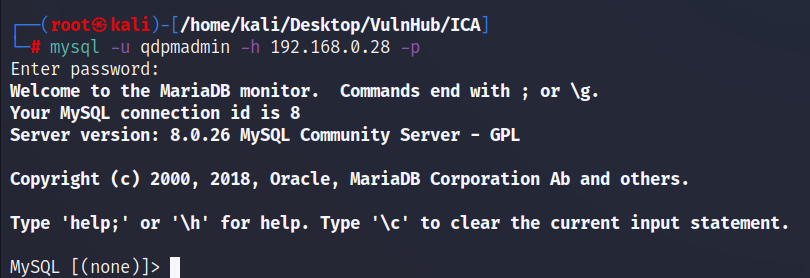 ┌──(root㉿kali)-[/home/kali/Desktop/VulnHub/ICA]
└─# mysql -u qdpmadmin -h 192.168.0.28 -p
Enter password:
Welcome to the MariaDB monitor.  Commands end with ; or \g.
Your MySQL connection id is 8
Server version: 8.0.26 MySQL Community Server - GPL
Copyright (c) 2000, 2018, Oracle, MariaDB Corporation Ab and others.
Type 'help;' or '\h' for help. Type '\c' to clear the current input statement.
MySQL [(none)]>